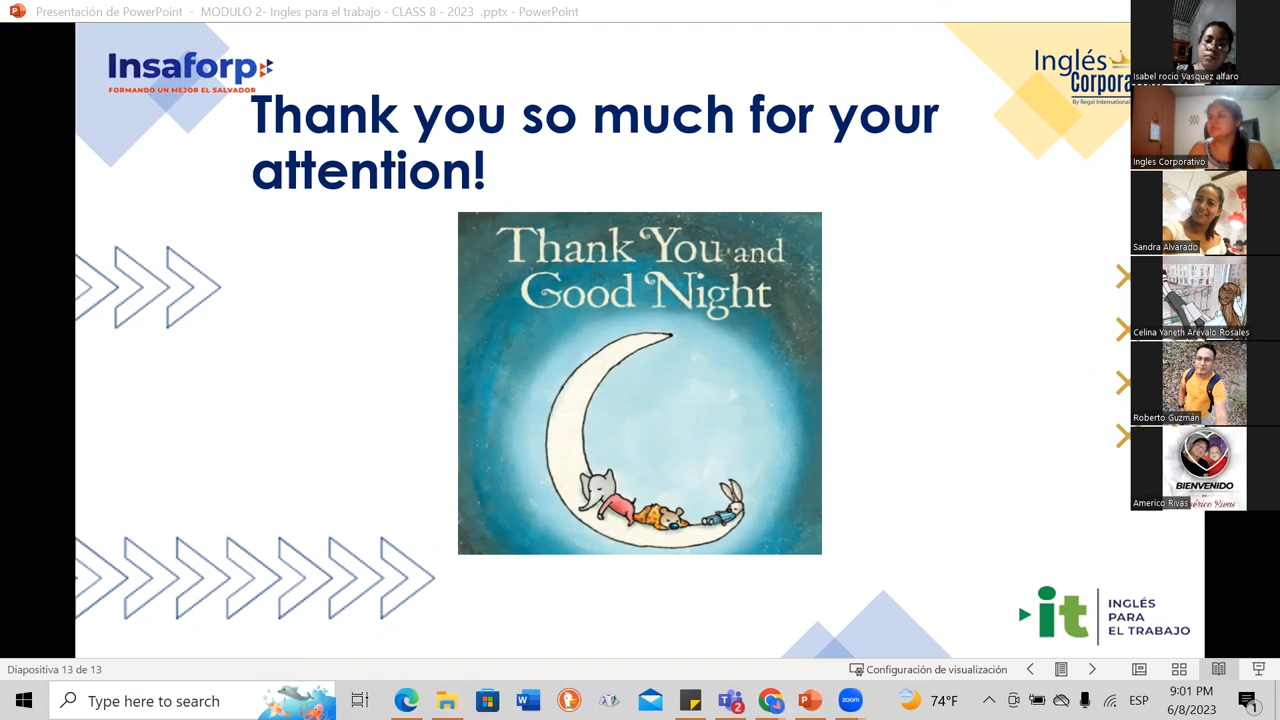 Presentación de PowerPoint - MODULO 2- Ingles para el trabajo - CLASS 8 - 2023 .pptx - PowerPoint
Insaforp
FORMANDO UN MEJOR EL SALVADOR
Inglés
By Regal International
Thank you so much for your
attention!
Thank You and
Good Night
Isabel rocio Vasquez alfaro
Ingles Corporativo
Sandra Alvarado
Celina Yaneth Arévalo Rosales
Roberto Guzmán
BIENVENIDO
Americo Rivas
it
INGLÉS
PARA
EL TRABAJO
Diapositiva 13 de 13
Configuración de visualización
Type here to search
zoom
74°F
ESP
9:01 PM
6/8/2023